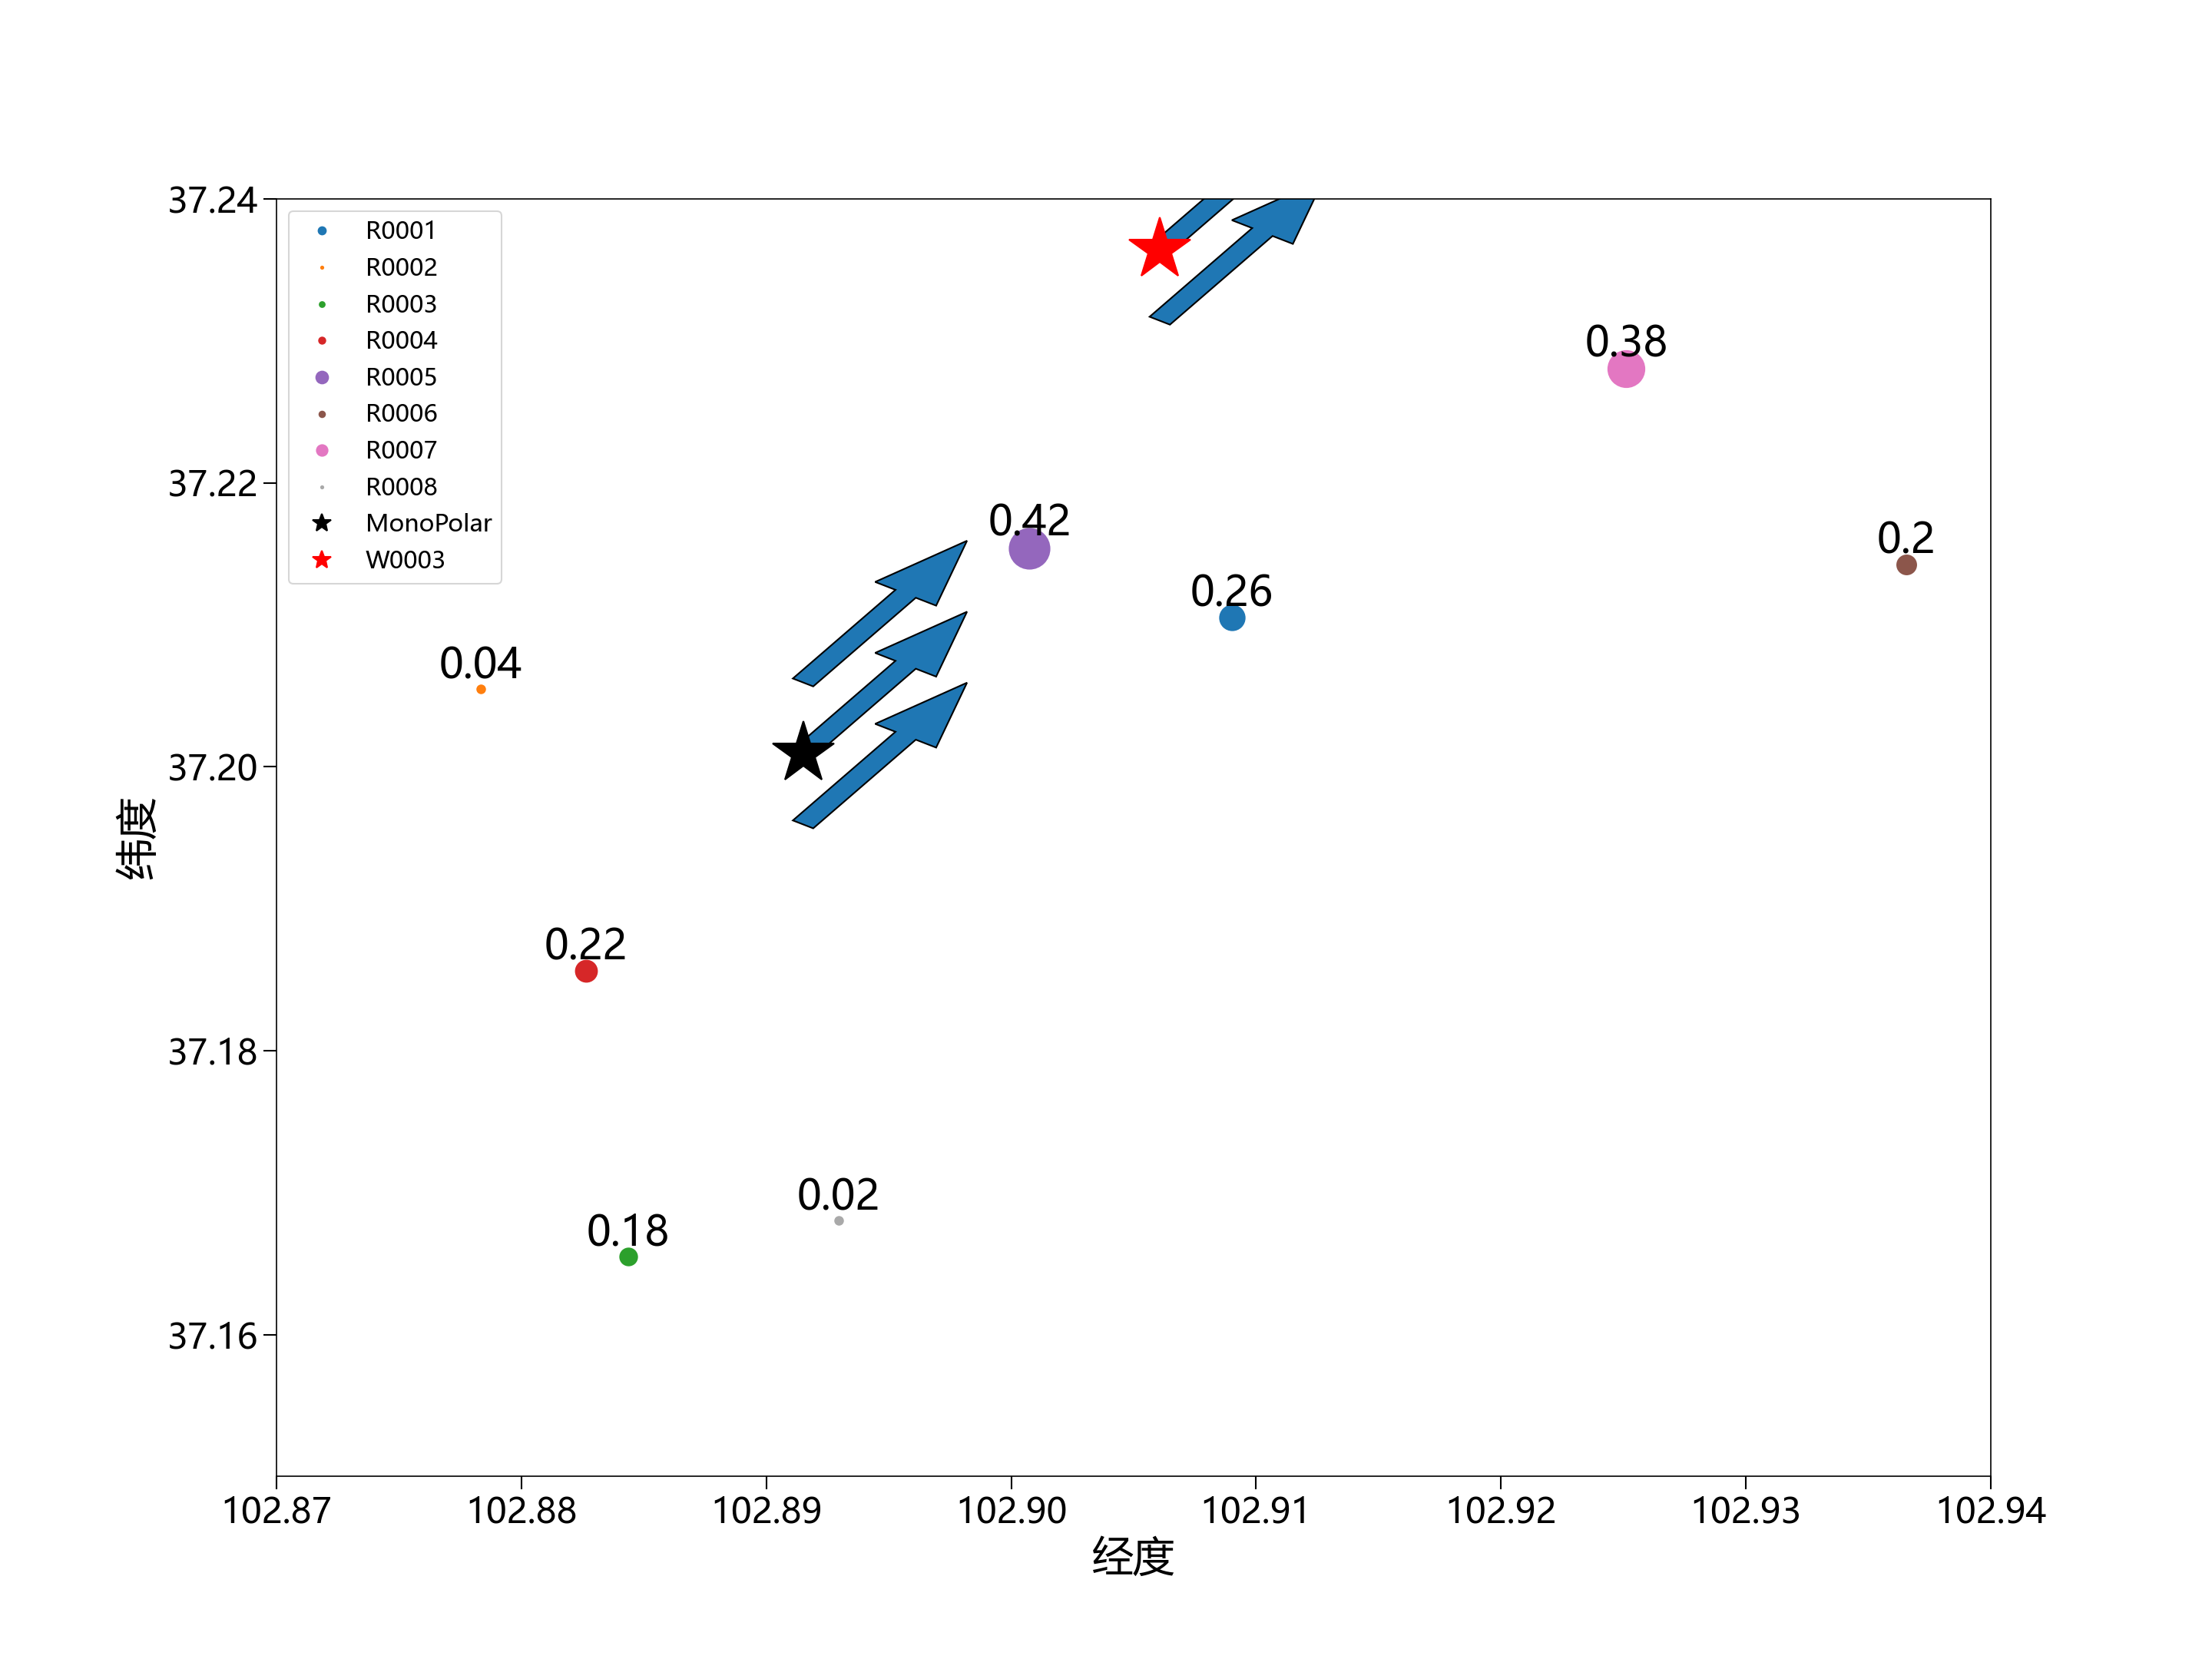 37.24
37.22
37.20
37.18
37.16
纬度
R0001
R0002
R0003
R0004
R0005
R0006
R0007
R0008
MonoPolar
W0003
0.38
0.42
0.2
0.26
0.04
0.22
0.02
0.18
102.87 102.88 102.89 102.90 102.91 102.92 102.93 102.94
经度